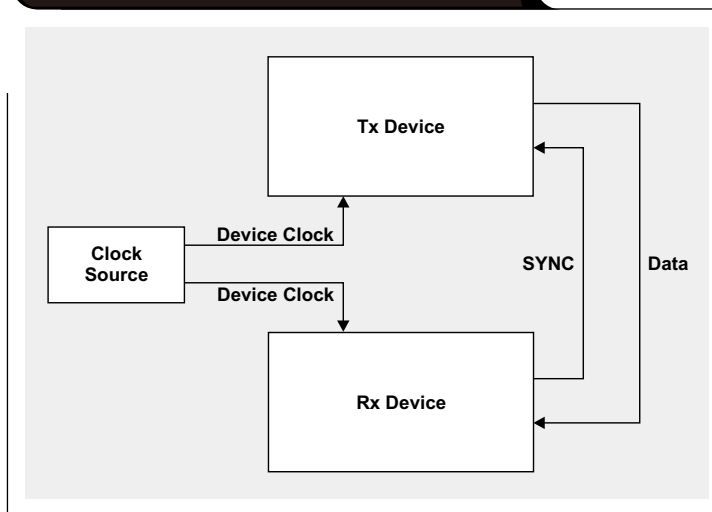 Tx Device
Device Clock
Clock
Source
Device Clock
SYNC
Data
Rx Device